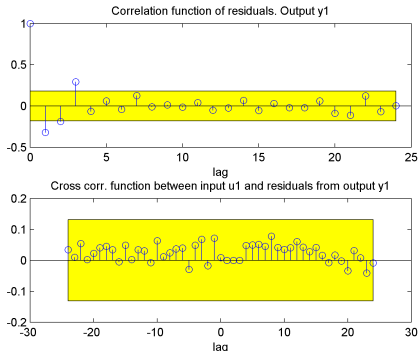 Correlation function of residuals. Output y1
1
0.5
0
-0.5
0 5 10 15 20 25
lag
Cross corr. function between input u1 and residuals from output y1
0.2
0.1
0
-0.1
-0.2
-30 -20 -10 0 10 20 30
lag